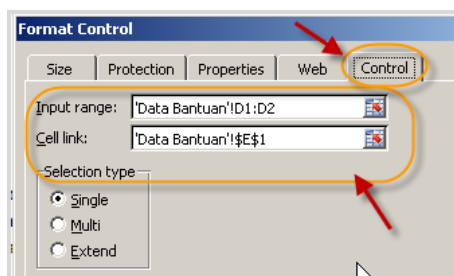 Format Control
Size Protection Properties Web Control
Input range: 'Data Bantuan'!D1:D2
Cell link: 'Data Bantuan'!$E$1
Selection type
Single
Multi
Extend